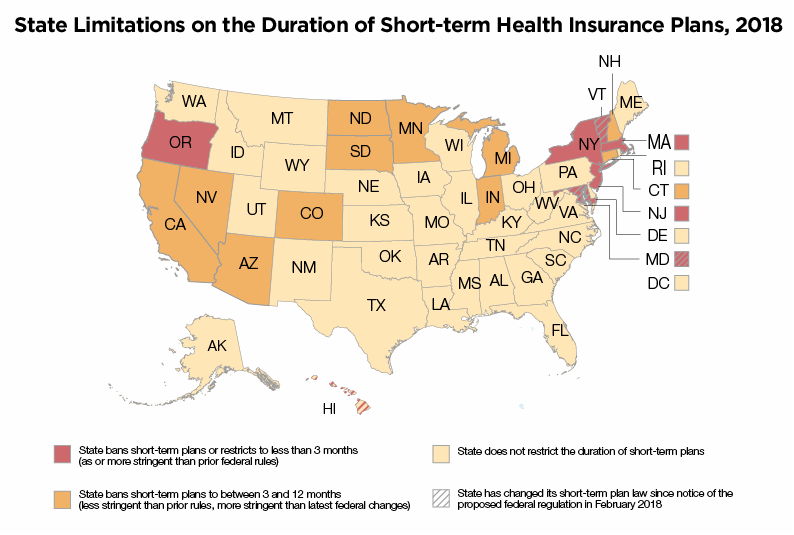 State Limitations on the Duration of Short-term Health Insurance Plans, 2018
NH
VT
WA
ME
MT
ND
MN
OR
NY
MA
WI
ID
SD
MI
RI
WY
PA
CT
IA
NE
OH
NV
IL
IN
NJ
UT
WV
CO
VA
DE
CA
KS
MO
KY
NC
MD
TN
OK
AZ
NM
AR
SC
DC
MS
AL
GA
TX
LA
FL
AK
HI
State bans short-term plans or restricts to less than 3 months
(as or more stringent than prior federal rules)
State does not restrict the duration of short-term plans
State bans short-term plans to between 3 and 12 months
(less stringent than prior rules, more stringent than latest federal changes)
State has changed its short-term plan law since notice of the
proposed federal regulation in February 2018